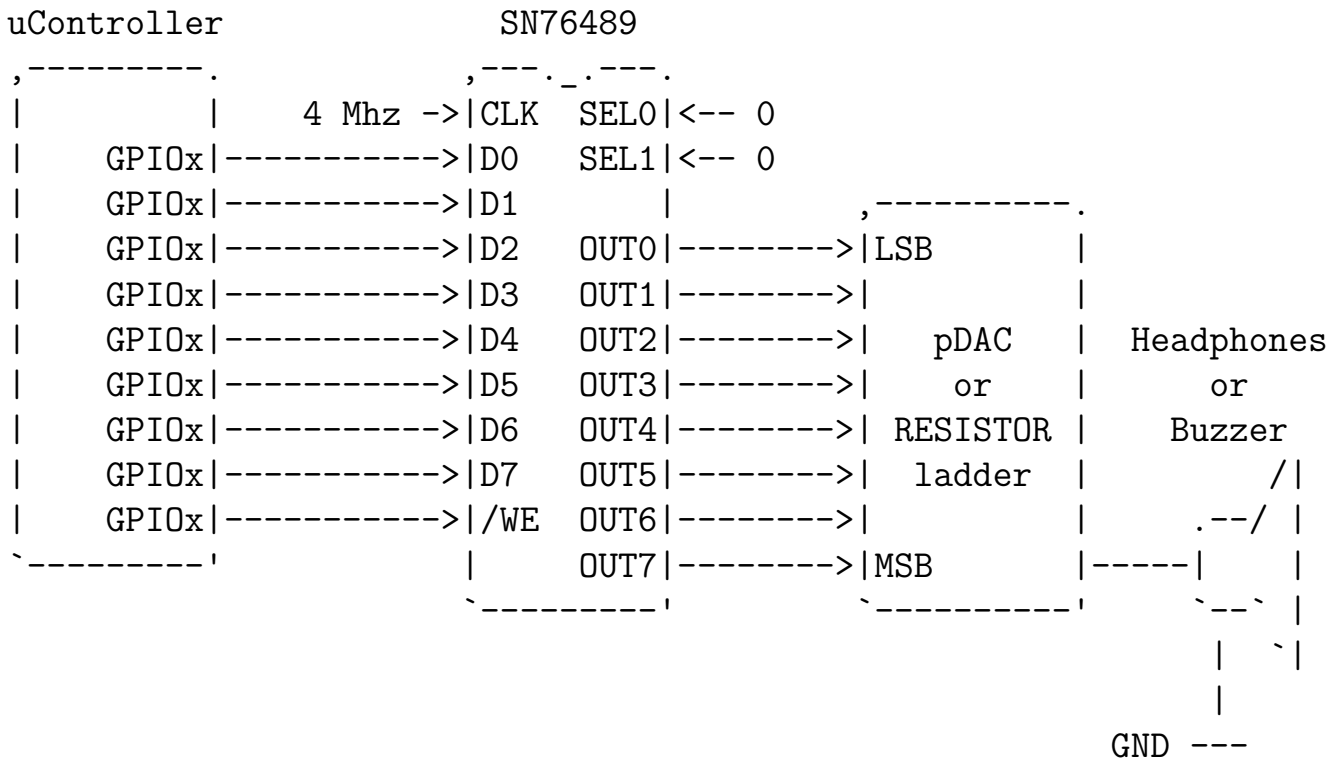 uController SN76489
,---------. ,---._.---.
| | 4 Mhz ->|CLK SEL0|<-- 0
| GPIOx|----------->|D0 SEL1|<-- 0
| GPIOx|----------->|D1 | ,----------.
| GPIOx|----------->|D2 OUT0|-------->|LSB |
| GPIOx|----------->|D3 OUT1|-------->| |
| GPIOx|----------->|D4 OUT2|-------->| pDAC | Headphones
| GPIOx|----------->|D5 OUT3|-------->| or | or
| GPIOx|----------->|D6 OUT4|-------->| RESISTOR | Buzzer
| GPIOx|----------->|D7 OUT5|-------->| ladder | /|
| GPIOx|----------->|/WE OUT6|-------->| | .--/ |
`---------' | OUT7|-------->|MSB |-----| |
`---------' `----------' `--` |
| `|
|
GND ---